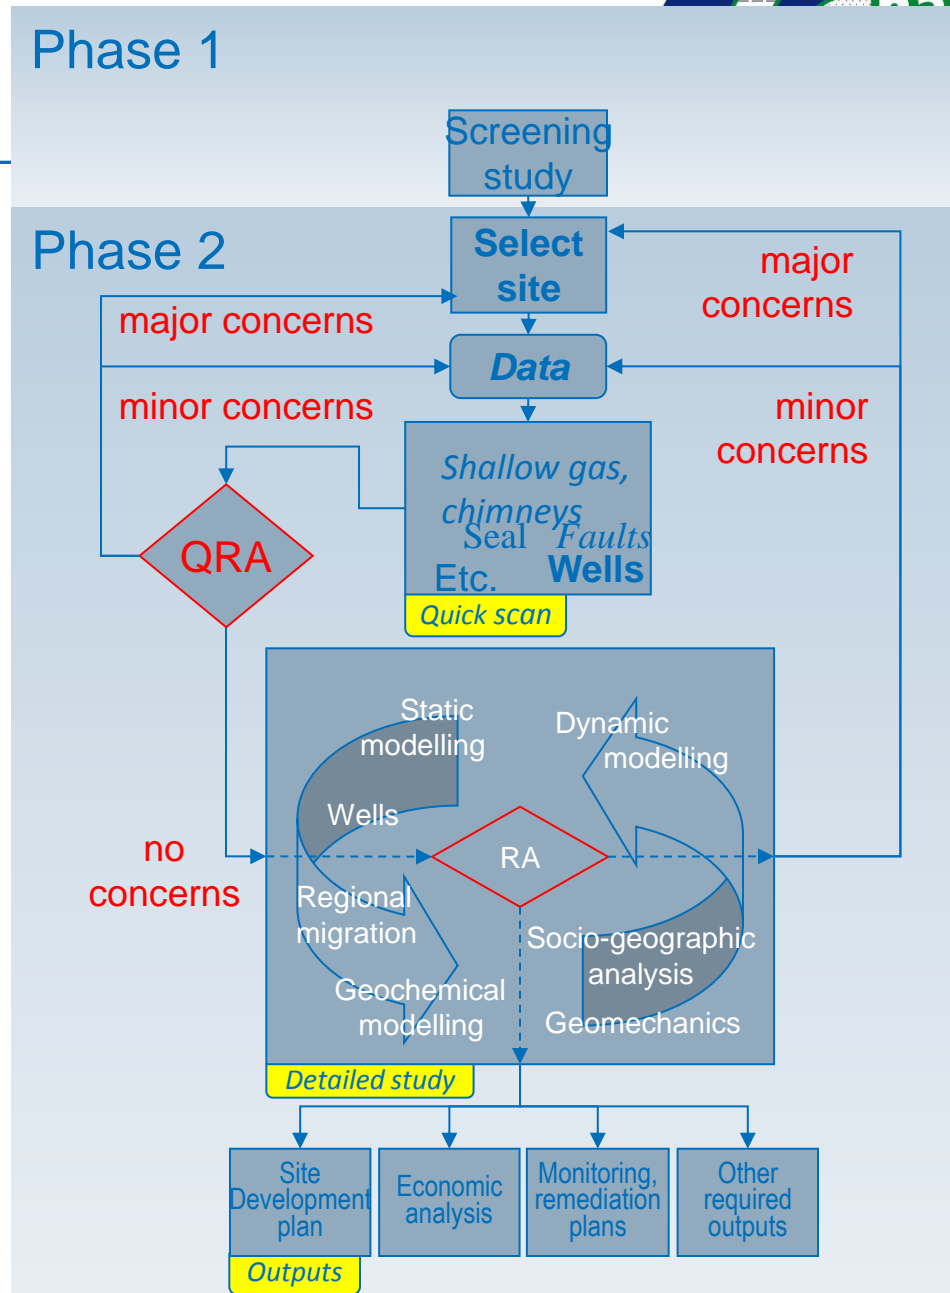 Phase 1
Screening
study
Phase 2
Select
site
major
concerns
major concerns
Data
minor concerns
minor
concerns
Shallow gas,
chimneys
Seal Faults
Etc. Wells
QRA
Quick scan
Static
modelling
Dynamic
modelling
Wells
RA
no
concerns
Regional
migration
Socio-geographic
analysis
Geochemical
modelling
Geomechanics
Detailed study
Site
Development
plan
Economic
analysis
Monitoring,
remediation
plans
Other
required
outputs
Outputs